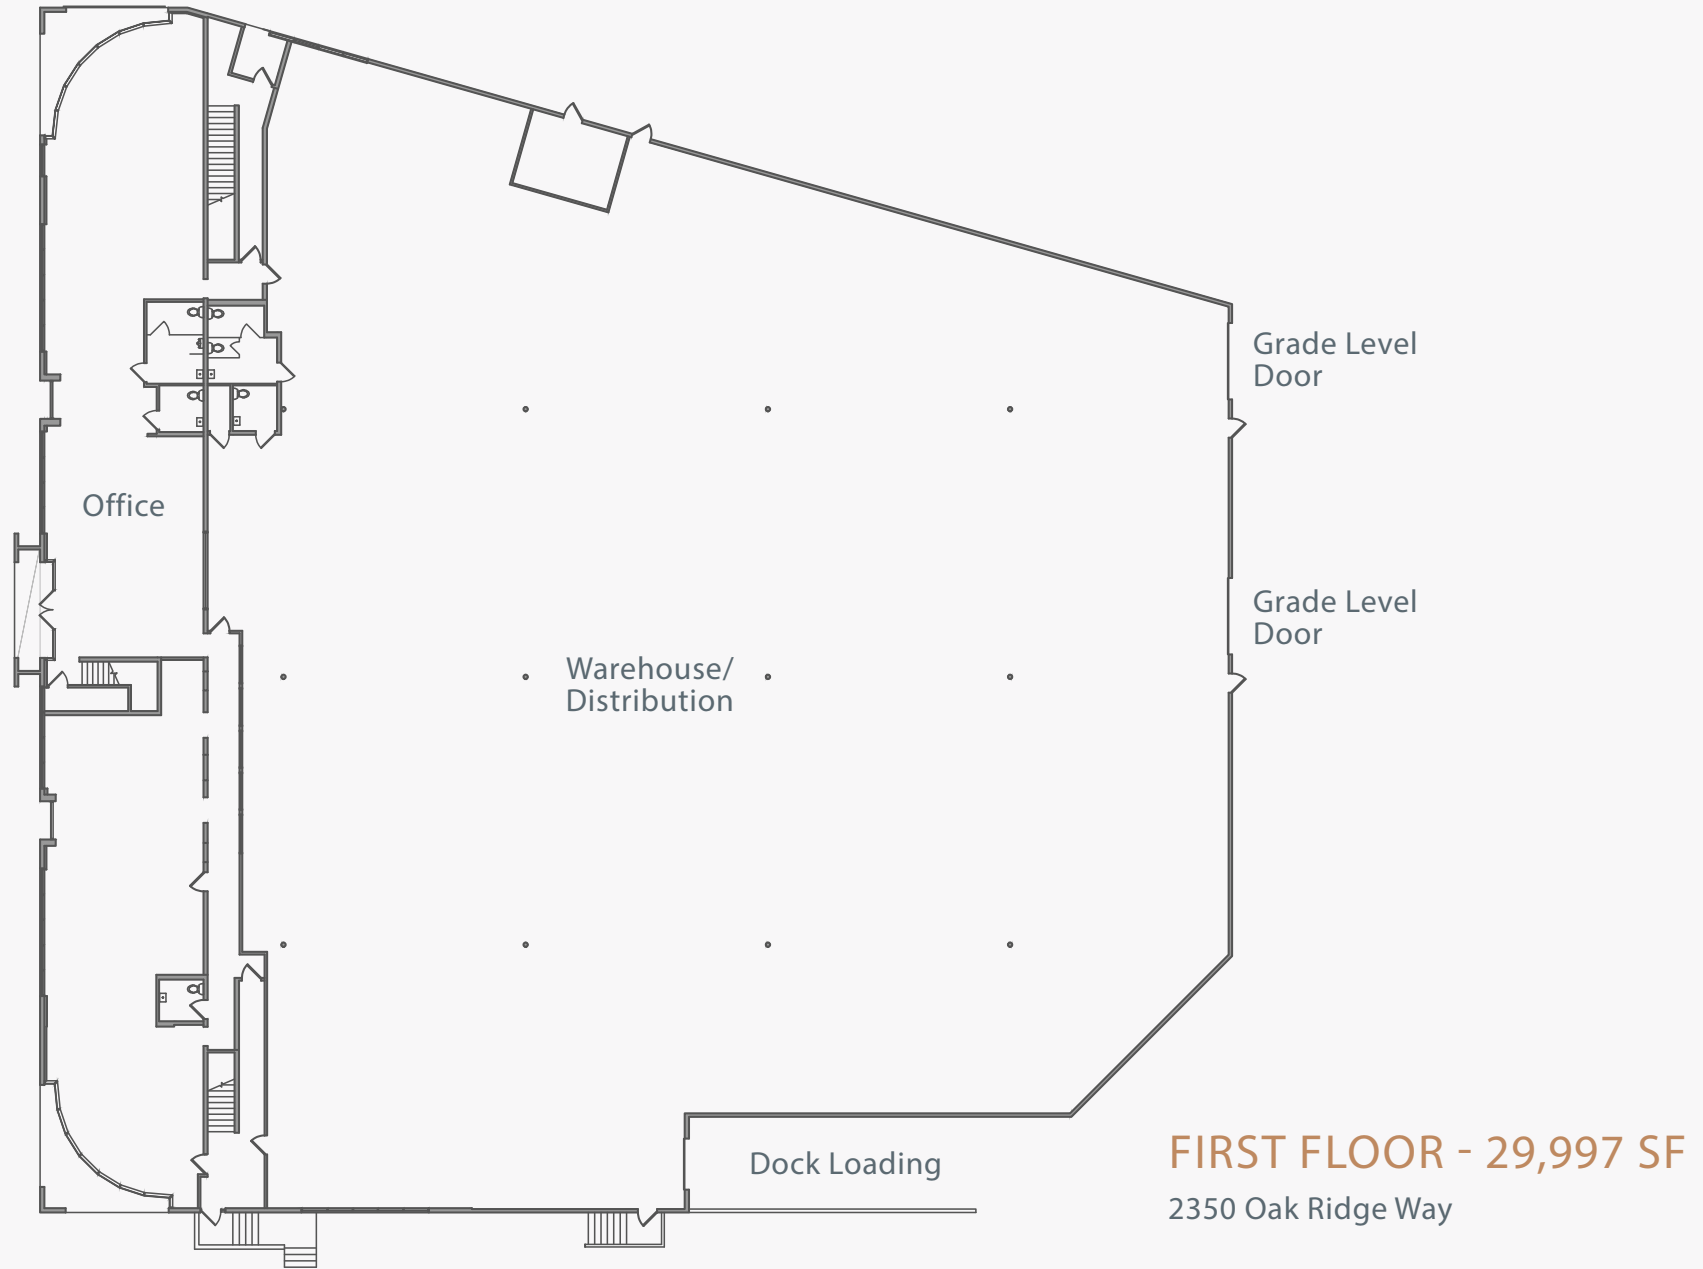 Grade Level
Door
Office
Grade Level
Door
Warehouse/
Distribution
Dock Loading
FIRST FLOOR - 29,997 SF
2350 Oak Ridge Way